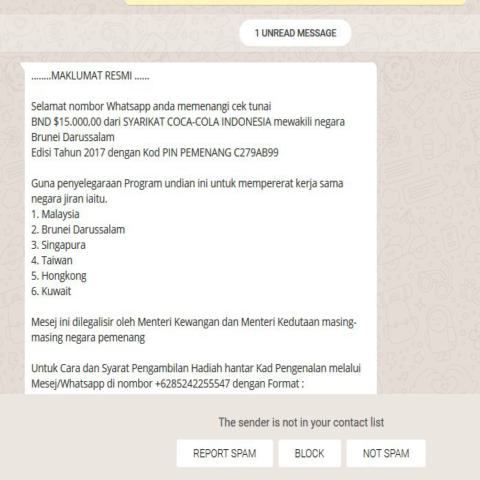 1 UNREAD MESSAGE
........MAKLUMAT RESMI ......
Selamat nombor Whatsapp anda memenangi cek tunai
BND $15.000,00 dari SYARIKAT COCA-COLA INDONESIA mewakili negara
Brunei Darussalam
Edisi Tahun 2017 dengan Kod PIN PEMENANG C279AB99
Guna penyelegaraan Program undian ini untuk mempererat kerja sama
negara jiran iaitu.
1. Malaysia
2. Brunei Darussalam
3. Singapura
4. Taiwan
5. Hongkong
6. Kuwait
Mesej ini dilegalisir oleh Menteri Kewangan dan Menteri Kedutaan masing-
masing negara pemenang
Untuk Cara dan Syarat Pengambilan Hadiah hantar Kad Pengenalan melalui
Mesej/Whatsapp di nombor +6285242255547 dengan Format :
The sender is not in your contact list
REPORT SPAM BLOCK NOT SPAM